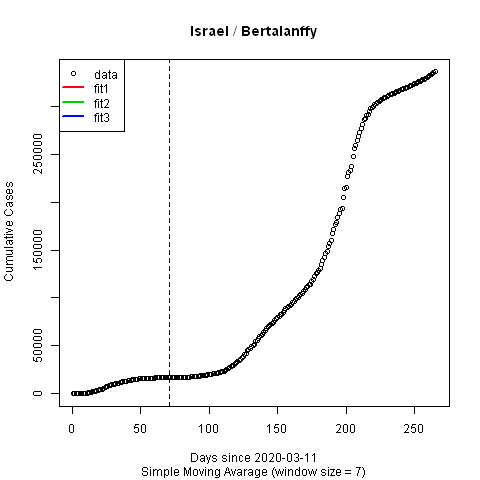 Israel / Bertalanffy
data
fit1
fit2
fit3
Cumulative Cases
0
50000
150000
250000
0
50
100
150
200
250
Days since 2020-03-11
Simple Moving Avarage (window size = 7)